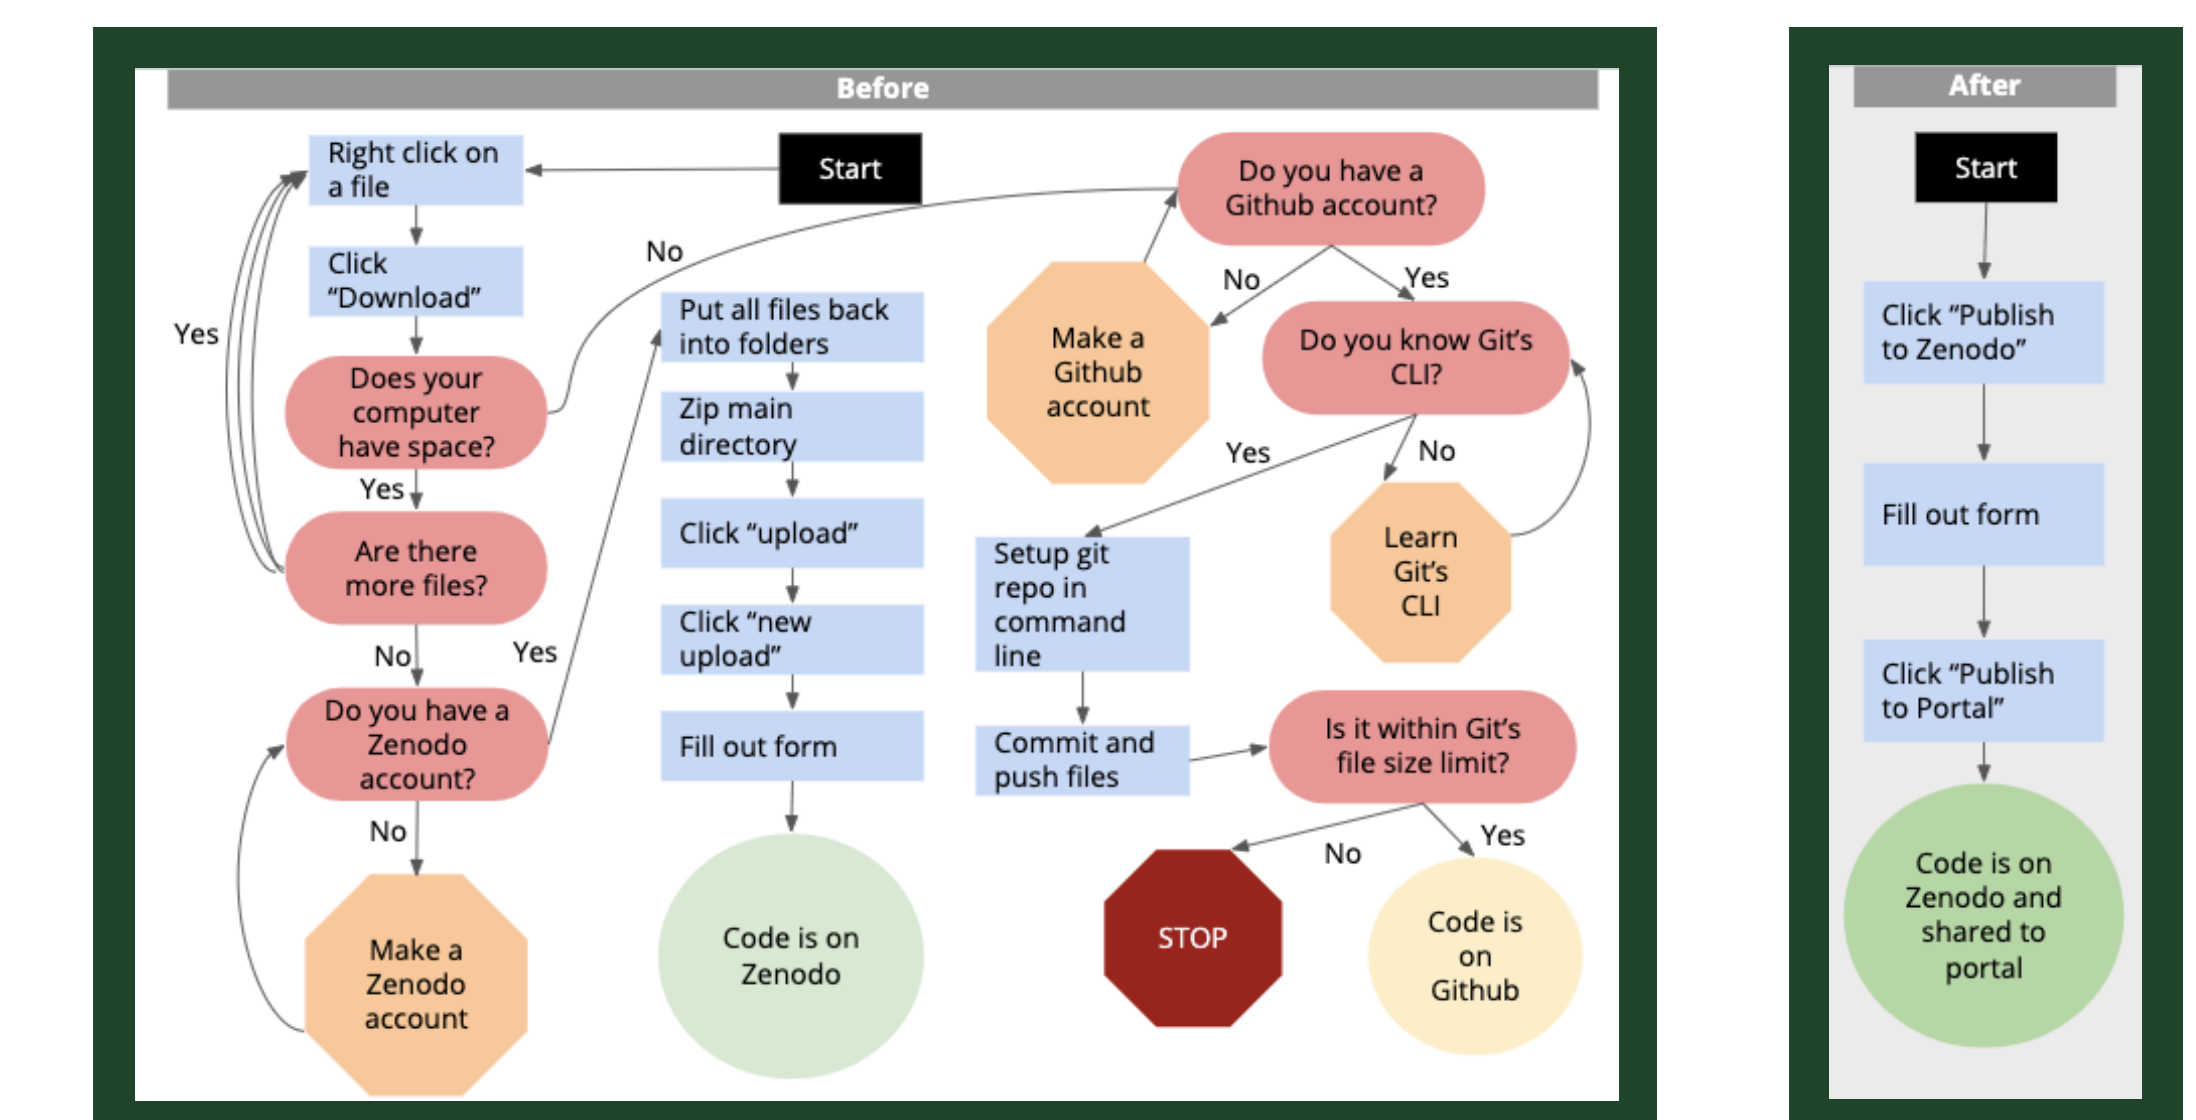 Before
Right click on
a file
Start
Click
“Download”
Yes
Does your
computer
have space?
No
Yes
Are there
more files?
No
Yes
Do you have a
Zenodo
account?
No
Make a
Zenodo
account
Put all files back
into folders
Zip main
directory
Click “upload”
Click “new
upload”
Fill out form
Code is on
Zenodo
Do you have a
Github account?
No
Yes
Make a
Github
account
Do you know Git’s
CLI?
Yes
No
Learn
Git’s
CLI
Setup git
repo in
command
line
Commit and
push files
Is it within Git’s
file size limit?
No
Yes
STOP
Code is
on
Github
After
Start
Click “Publish
to Zenodo”
Fill out form
Click “Publish
to Portal”
Code is on
Zenodo and
shared to
portal